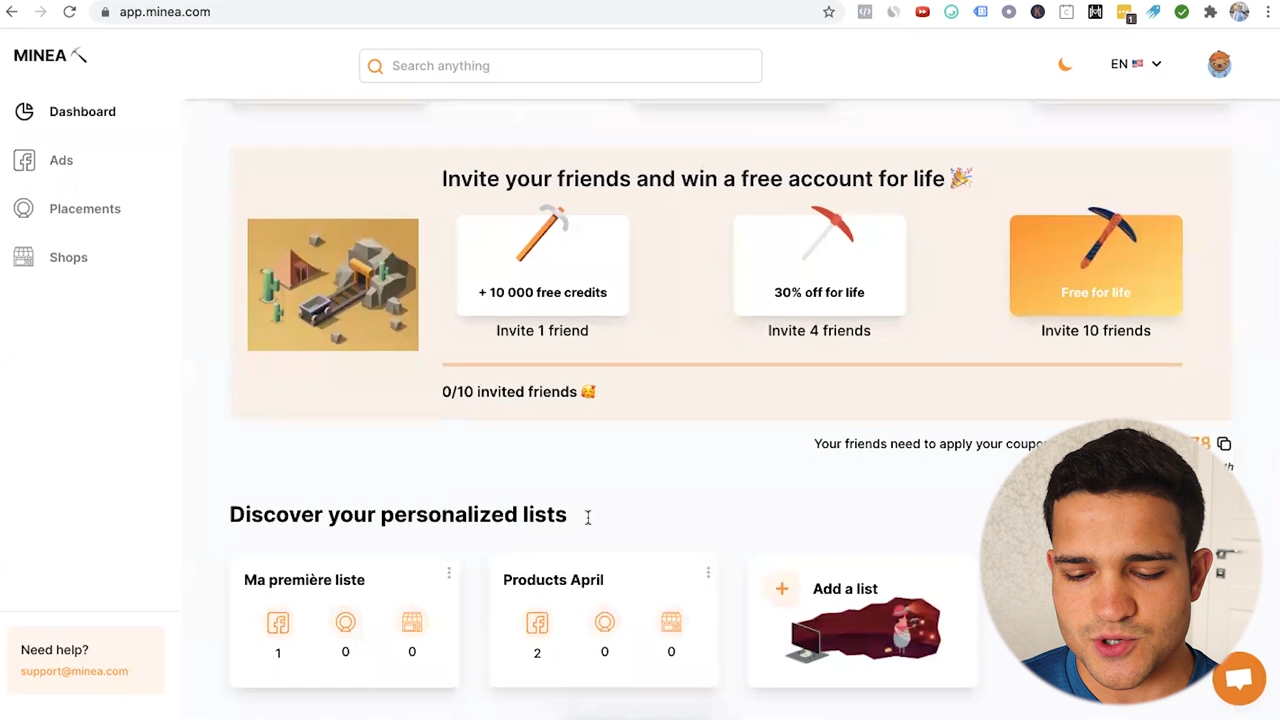 app.minea.com
1
MINEA
Search anything
EN
Dashboard
Ads
Placements
Shops
Invite your friends and win a free account for life 🎉
+ 10 000 free credits
30% off for life
Free for life
Invite 1 friend
Invite 4 friends
Invite 10 friends
0/10 invited friends 🥰
Your friends need to apply your
Discover your personalized lists
Ma première liste
Products April
Add a list
1 0 0
2 0 0
Need help?
support@minea.com